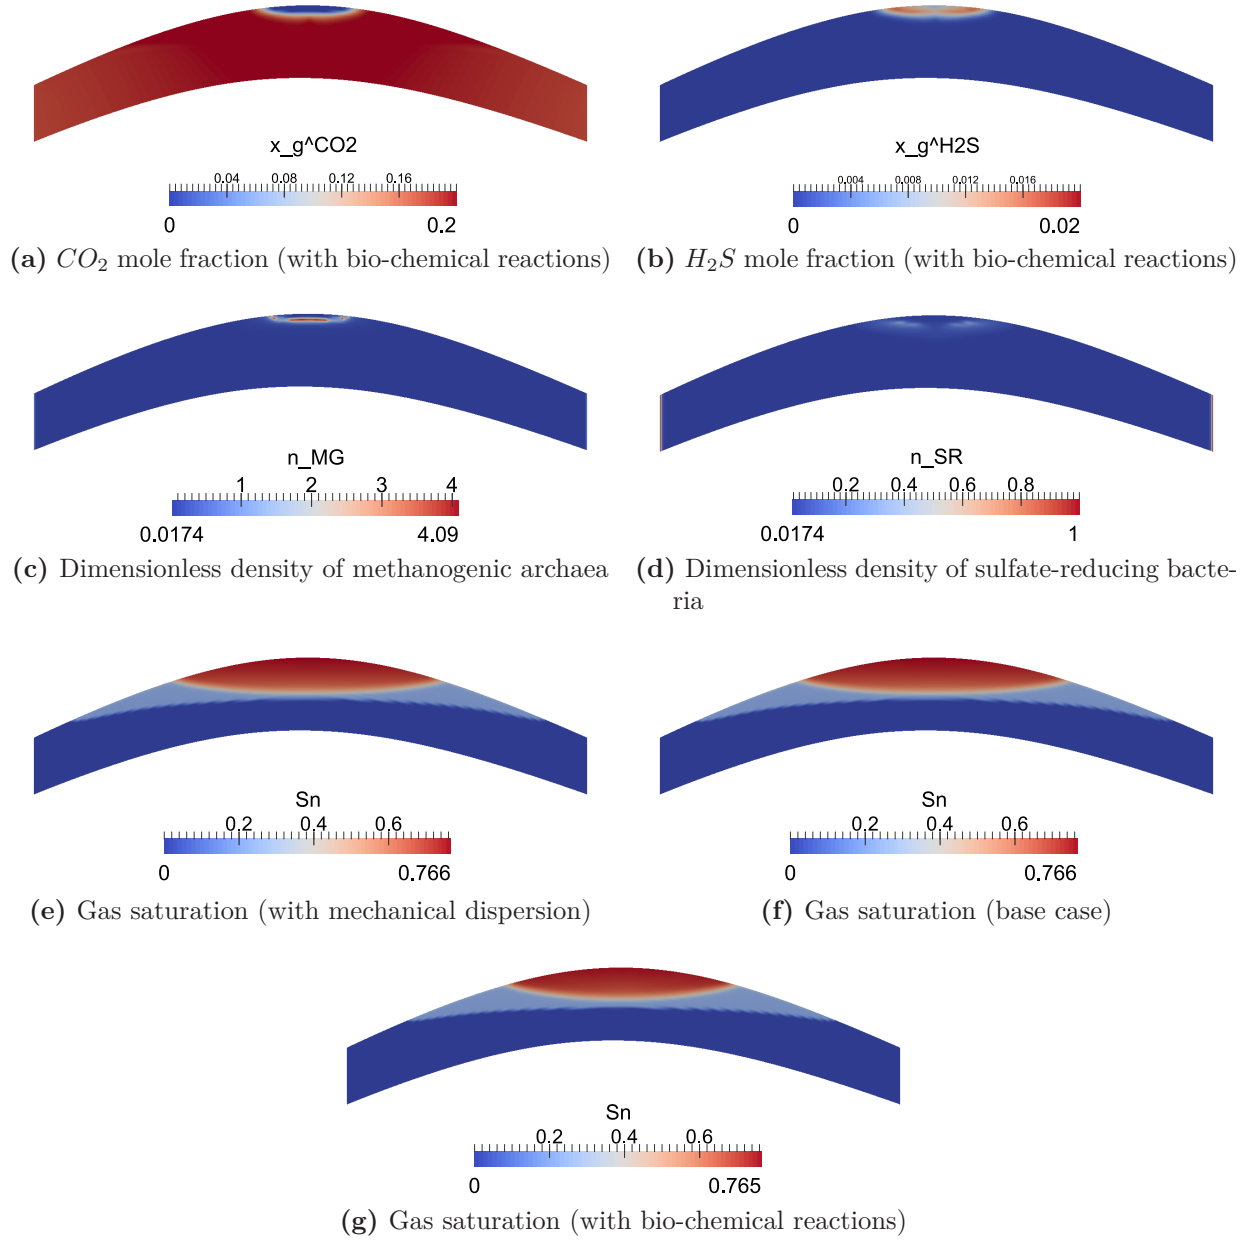 x_g^CO2
0.04 0.08 0.12 0.16
0 0.2
(a) CO2 mole fraction (with bio-chemical reactions)
x_g^H2S
0.004 0.008 0.012 0.016
0 0.02
(b) H2S mole fraction (with bio-chemical reactions)
n_MG
1 2 3 4
0.0174 4.09
(c) Dimensionless density of methanogenic archaea
n_SR
0.2 0.4 0.6 0.8
0.0174 1
(d) Dimensionless density of sulfate-reducing bacte-
ria
Sn
0.2 0.4 0.6
0 0.766
(e) Gas saturation (with mechanical dispersion)
Sn
0.2 0.4 0.6
0 0.766
(f) Gas saturation (base case)
Sn
0.2 0.4 0.6
0 0.765
(g) Gas saturation (with bio-chemical reactions)